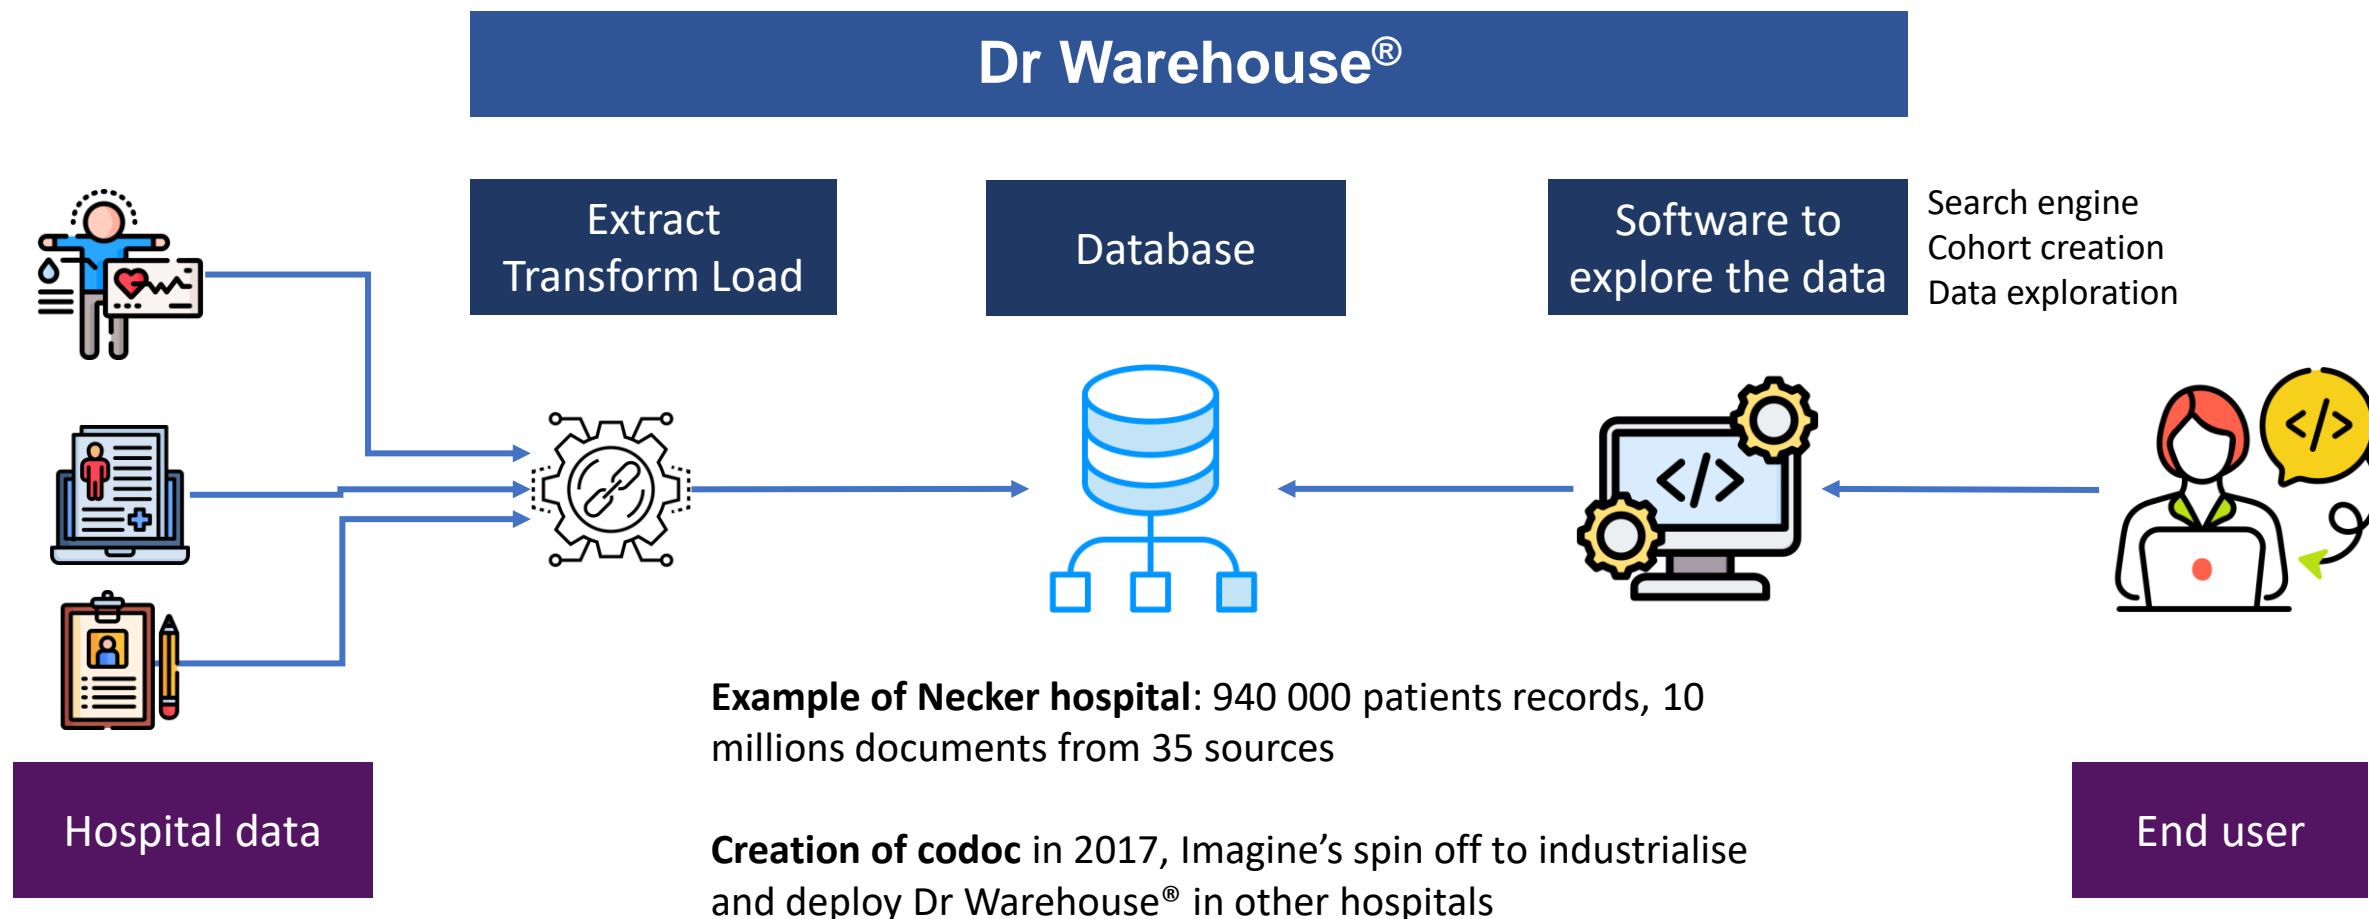 Dr Warehouse®
Extract
Transform Load
Database
Software to
explore the data
Search engine
Cohort creation
Data exploration
</>
</>
Example of Necker hospital: 940 000 patients records, 10
millions documents from 35 sources
Hospital data
Creation of codoc in 2017, Imagine’s spin off to industrialise
and deploy Dr Warehouse® in other hospitals
End user